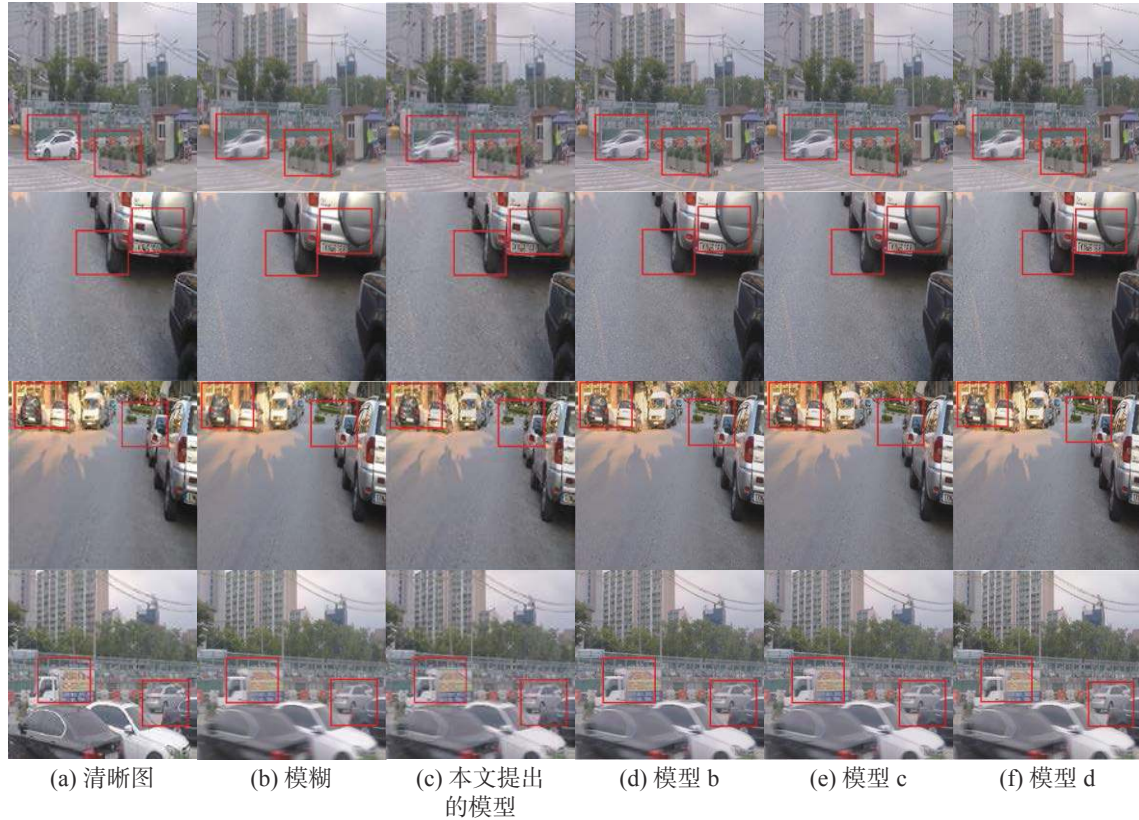 (a) 清晰图
(b) 模糊
(c) 本文提出
的模型
(d) 模型 b
(e) 模型 c
(f) 模型 d